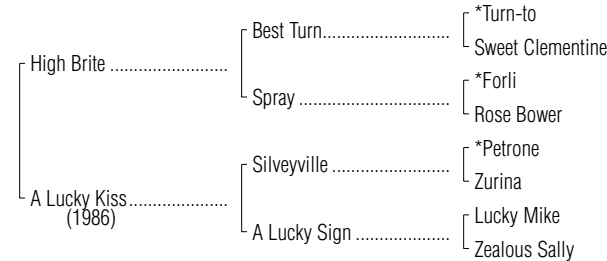 *Turn-to
Best Turn..............................
Sweet Clementine
High Brite ...........................
*Forli
Spray ...................................
Rose Bower
*Petrone
Silveyville ...........................
Zurina
A Lucky Kiss.......................
(1986)
Lucky Mike
A Lucky Sign .....................
Zealous Sally